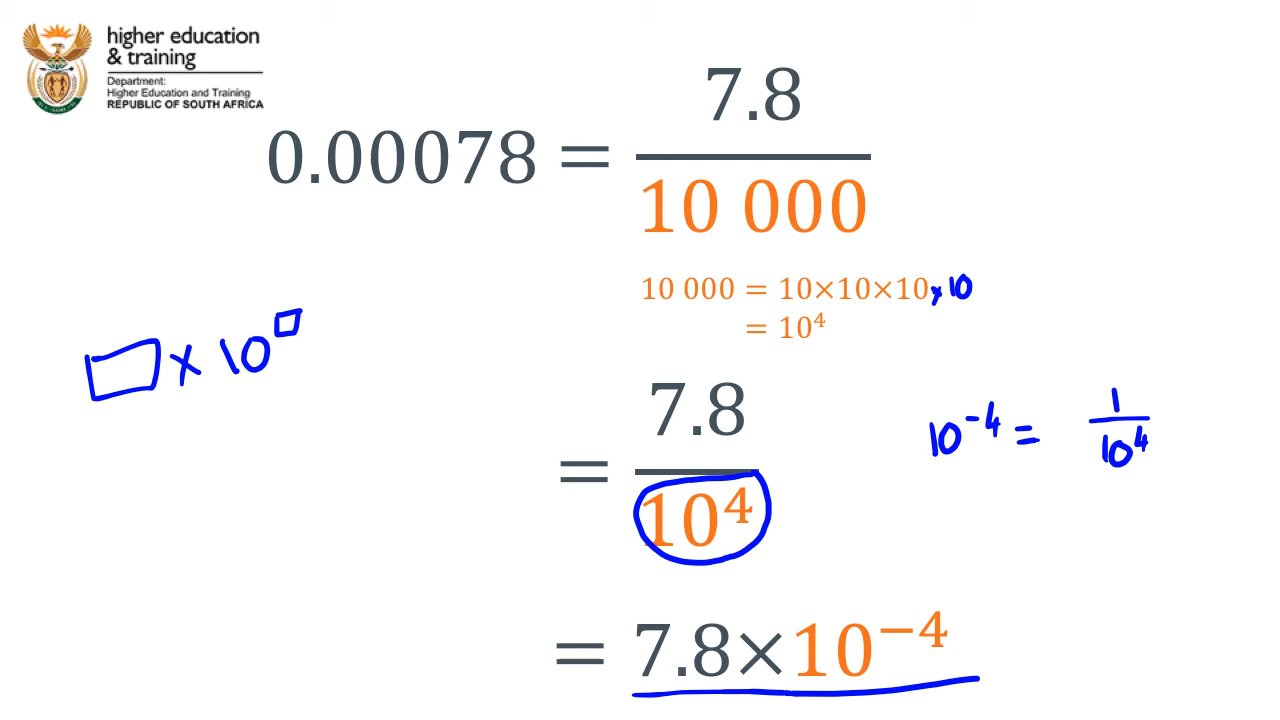 higher education
& training
Department:
Higher Education and Training
REPUBLIC OF SOUTH AFRICA
0.00078 = 7.8/10 000
10 000 = 10×10×10×10
= 10⁴
□ × 10^□
= 7.8/10⁴
10⁻⁴ = 1/10⁴
= 7.8×10⁻⁴